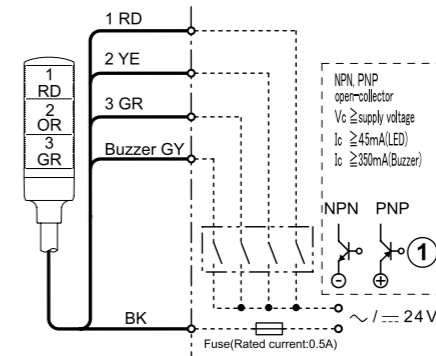 1 RD
2 YE
3 GR
Buzzer GY
BK
1
RD
2
OR
3
GR
NPN, PNP
open-collector
Vc ≧supply voltage
Ic ≧45mA(LED)
Ic ≧350mA(Buzzer)
NPN PNP
1
∼ / ⎓ 24 V
Fuse(Rated current:0.5A)